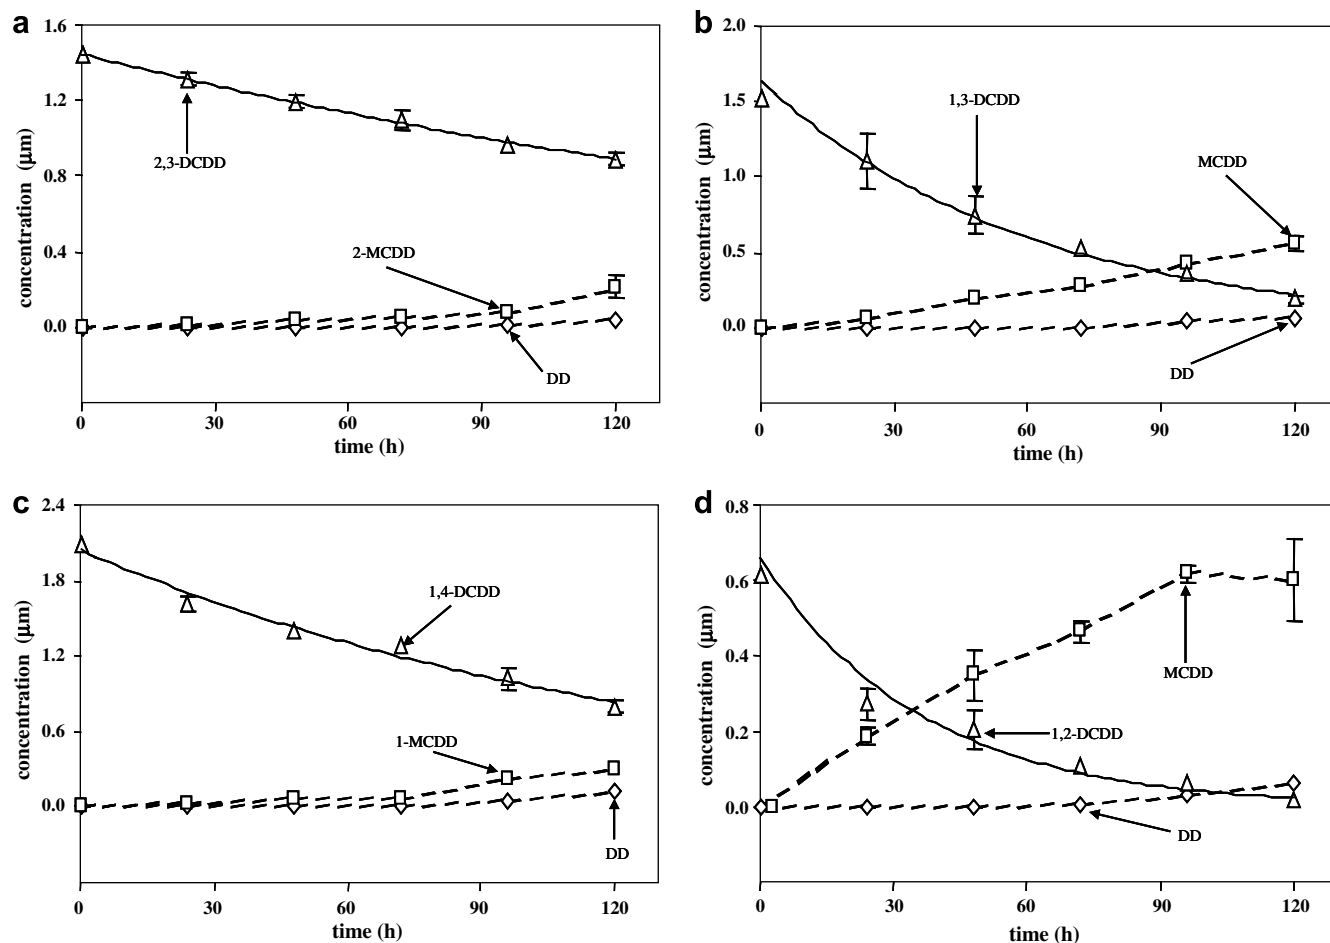 a
1.6
1.2
0.8
0.4
0.0
concentration (µm)
2,3-DCDD
2-MCDD
DD
0 30 60 90 120
time (h)
b
2.0
1.5
1.0
0.5
0.0
concentration (µm)
1,3-DCDD
MCDD
DD
0 30 60 90 120
time (h)
c
2.4
1.8
1.2
0.6
0.0
concentration (µm)
1,4-DCDD
1-MCDD
DD
0 30 60 90 120
time (h)
d
0.8
0.6
0.4
0.2
0.0
concentration (µm)
MCDD
1,2-DCDD
DD
0 30 60 90 120
time (h)